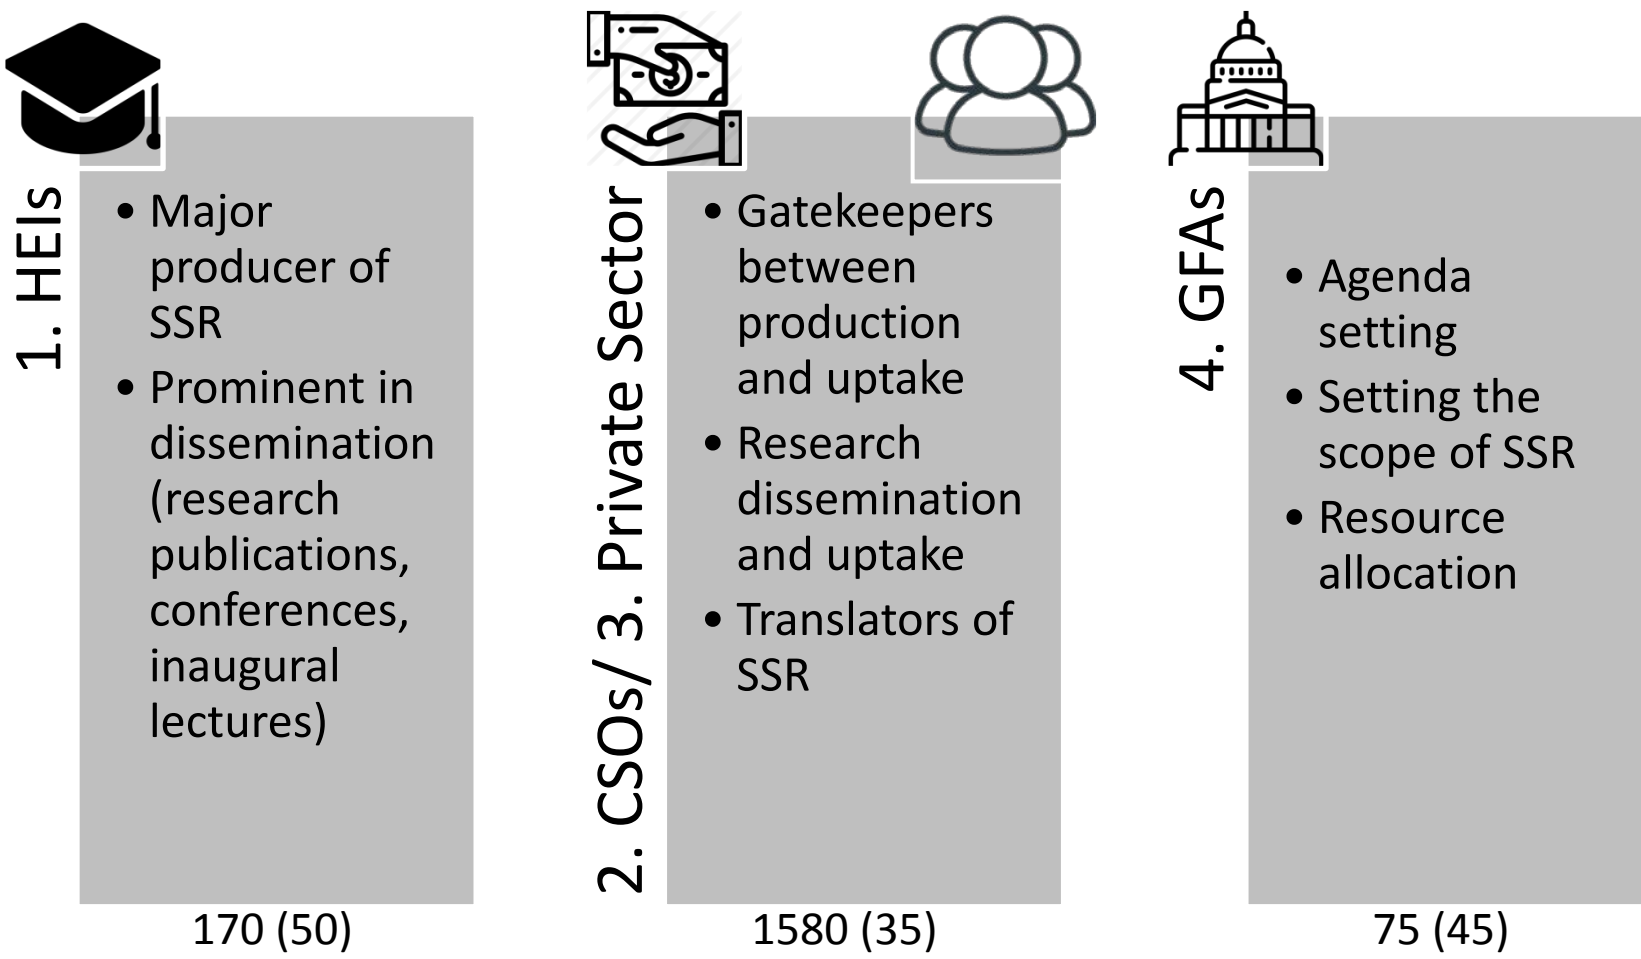 1. HEIs
• Major
producer of
SSR
• Prominent in
dissemination
(research
publications,
conferences,
inaugural
lectures)
170 (50)
2. CSOs/ 3. Private Sector
• Gatekeepers
between
production
and uptake
• Research
dissemination
and uptake
• Translators of
SSR
1580 (35)
4. GFAs
• Agenda
setting
• Setting the
scope of SSR
• Resource
allocation
75 (45)